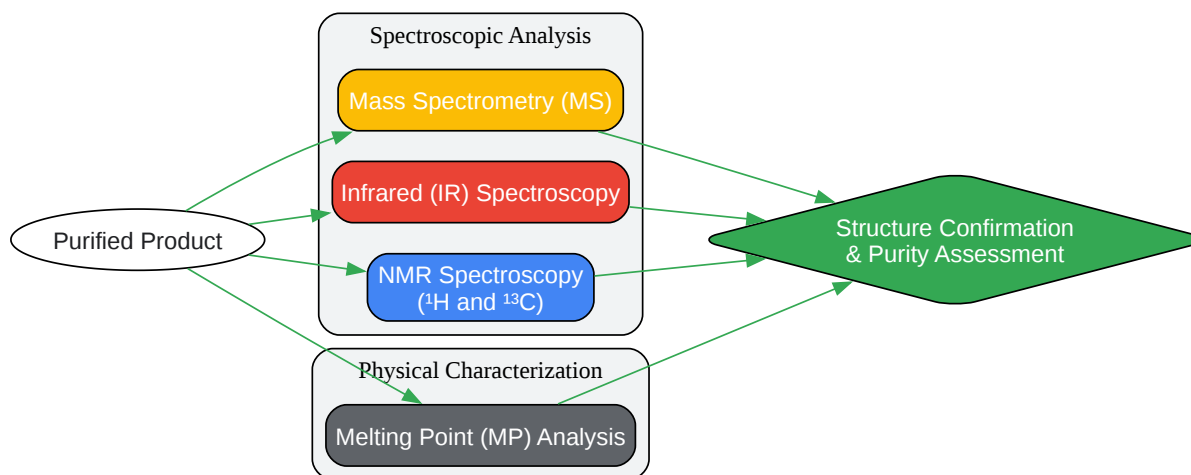 Spectroscopic Analysis
Mass Spectrometry (MS)
Infrared (IR) Spectroscopy
NMR Spectroscopy
(¹H and ¹³C)
Purified Product
Structure Confirmation
& Purity Assessment
Physical Characterization
Melting Point (MP) Analysis